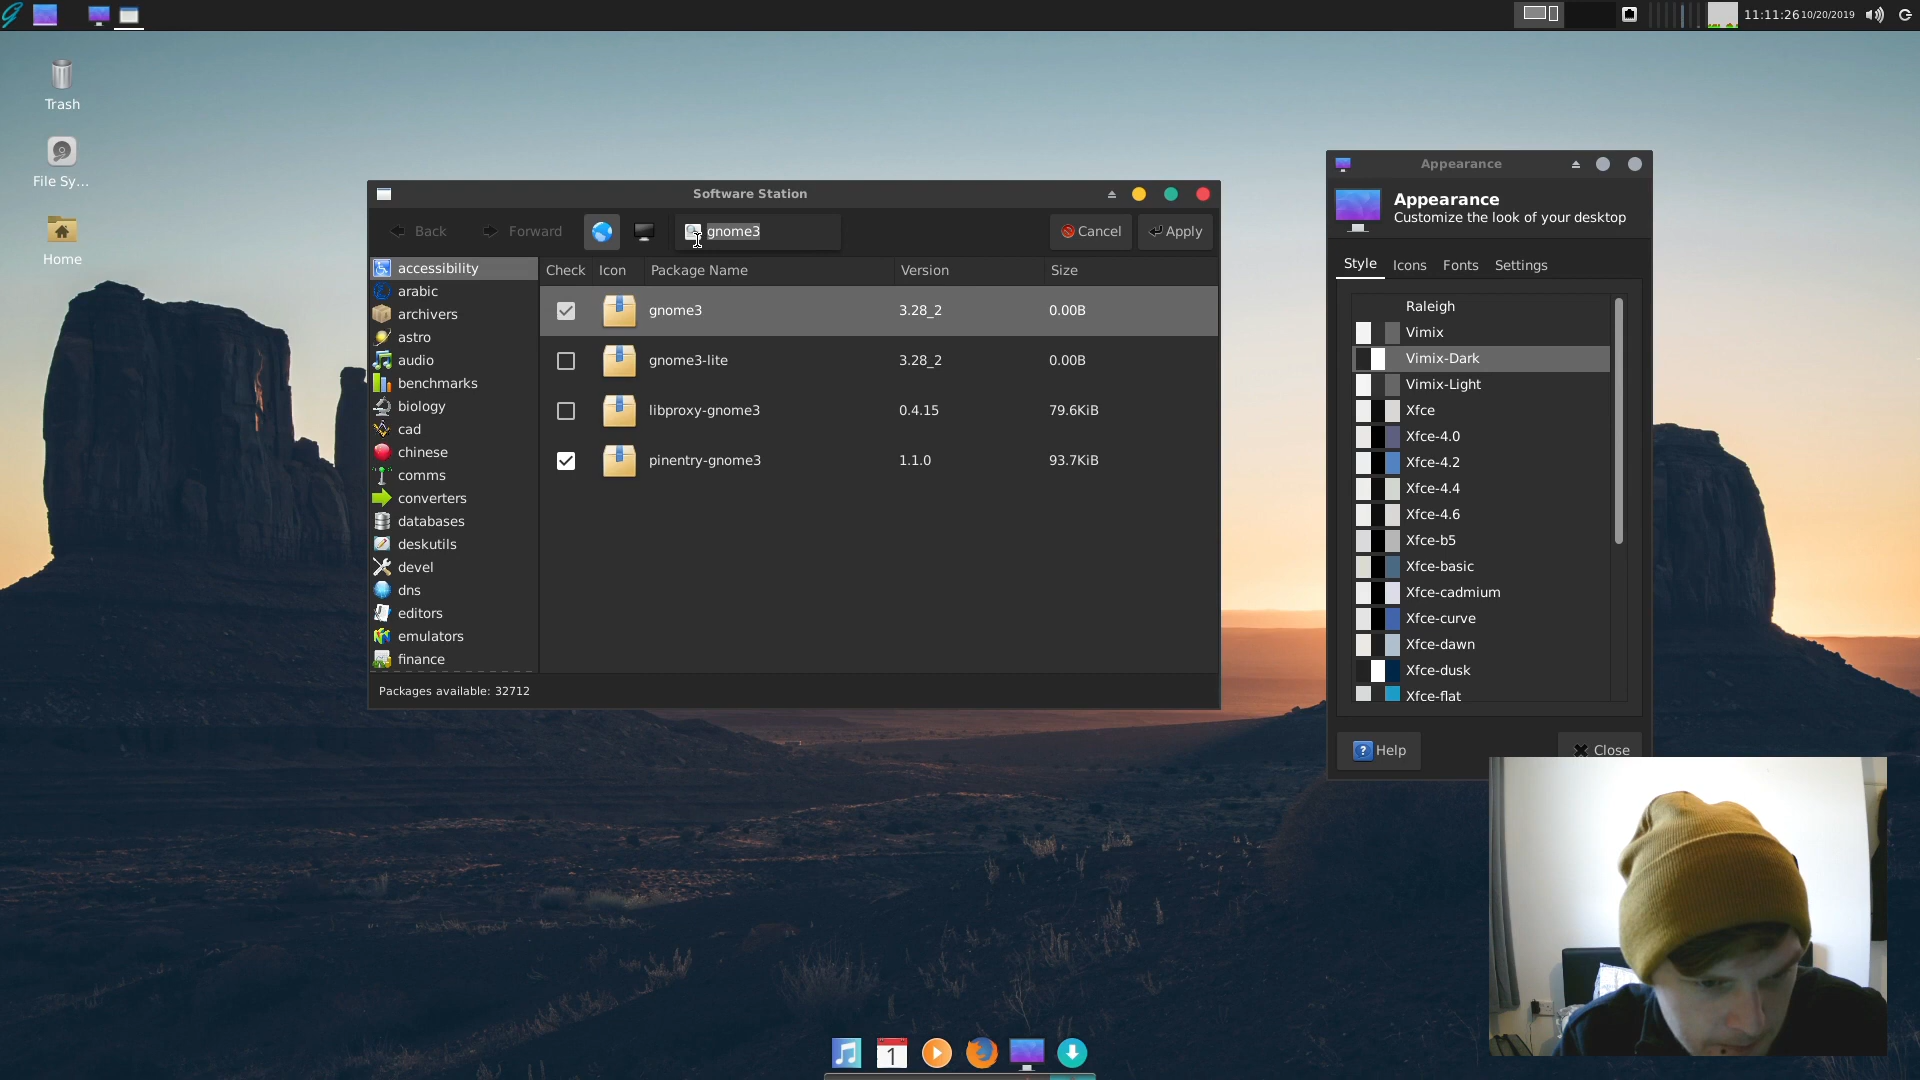 11:11:26 10/20/2019
Trash
File Sy...
Home
Software Station
Back
Forward
gnome3
Cancel
Apply
accessibility
arabic
archivers
astro
audio
benchmarks
biology
cad
chinese
comms
converters
databases
deskutils
devel
dns
editors
emulators
finance
Check Icon Package Name Version Size
gnome3 3.28_2 0.00B
gnome3-lite 3.28_2 0.00B
libproxy-gnome3 0.4.15 79.6KiB
pinentry-gnome3 1.1.0 93.7KiB
Packages available: 32712
Appearance
Appearance
Customize the look of your desktop
Style Icons Fonts Settings
Raleigh
Vimix
Vimix-Dark
Vimix-Light
Xfce
Xfce-4.0
Xfce-4.2
Xfce-4.4
Xfce-4.6
Xfce-b5
Xfce-basic
Xfce-cadmium
Xfce-curve
Xfce-dawn
Xfce-dusk
Xfce-flat
? Help
Close
1